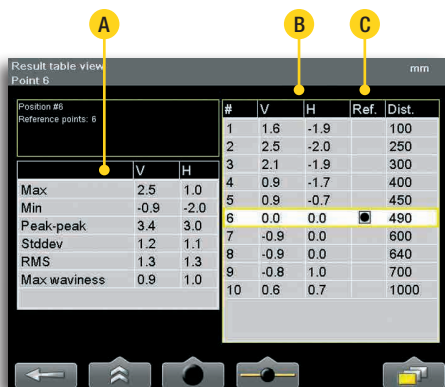 A
B
C
Result table view
mm
Point 6
Position #6
Reference points: 6
V H
Max 2.5 1.0
Min -0.9 -2.0
Peak-peak 3.4 3.0
Stddev 1.2 1.1
RMS 1.3 1.3
Max waviness 0.9 1.0
# V H Ref. Dist.
1 1.6 -1.9 100
2 2.5 -2.0 250
3 2.1 -1.9 300
4 0.9 -1.7 400
5 0.9 -0.7 450
6 0.0 0.0 490
7 -0.9 0.0 600
8 -0.9 0.0 640
9 -0.8 1.0 700
10 0.6 0.7 1000